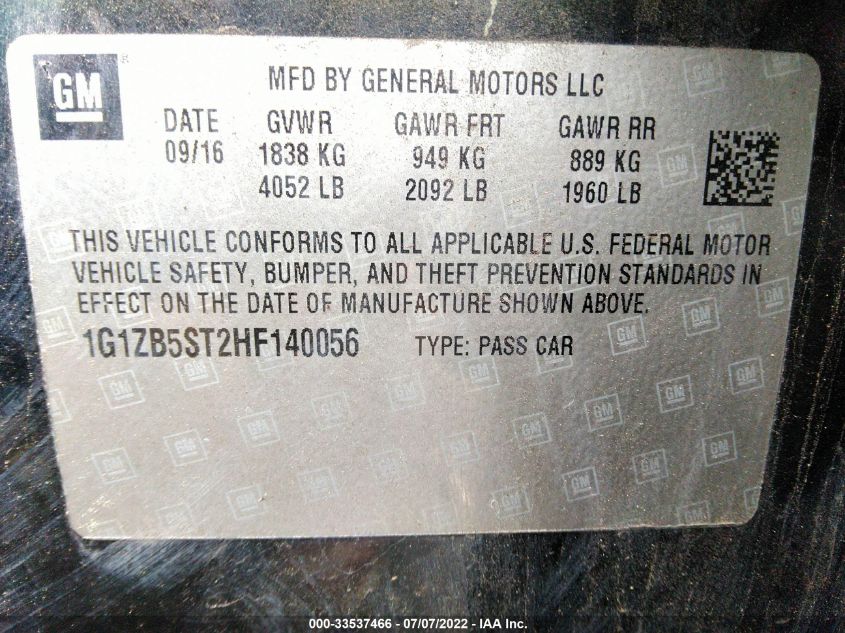 GM
MFD BY GENERAL MOTORS LLC
DATE GVWR GAWR FRT GAWR RR
09/16 1838 KG 949 KG 889 KG
4052 LB 2092 LB 1960 LB
THIS VEHICLE CONFORMS TO ALL APPLICABLE U.S. FEDERAL MOTOR
VEHICLE SAFETY, BUMPER, AND THEFT PREVENTION STANDARDS IN
EFFECT ON THE DATE OF MANUFACTURE SHOWN ABOVE.
1G1ZB5ST2HF140056 TYPE: PASS CAR
000-33537466 - 07/07/2022 - IAA Inc.